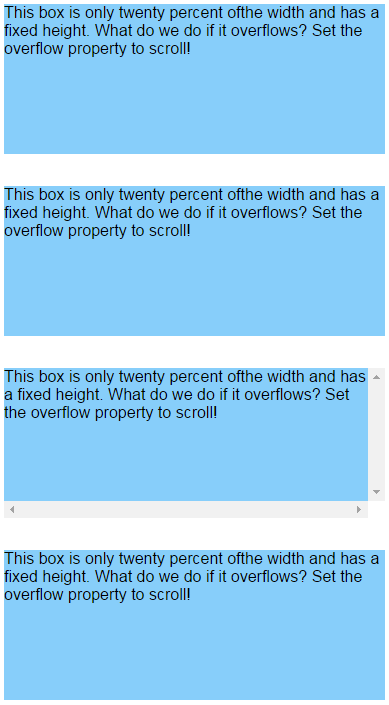 This box is only twenty percent ofthe width and has a
fixed height. What do we do if it overflows? Set the
overflow property to scroll!
This box is only twenty percent ofthe width and has a
fixed height. What do we do if it overflows? Set the
overflow property to scroll!
This box is only twenty percent ofthe width and has
a fixed height. What do we do if it overflows? Set
the overflow property to scroll!
This box is only twenty percent ofthe width and has a
fixed height. What do we do if it overflows? Set the
overflow property to scroll!